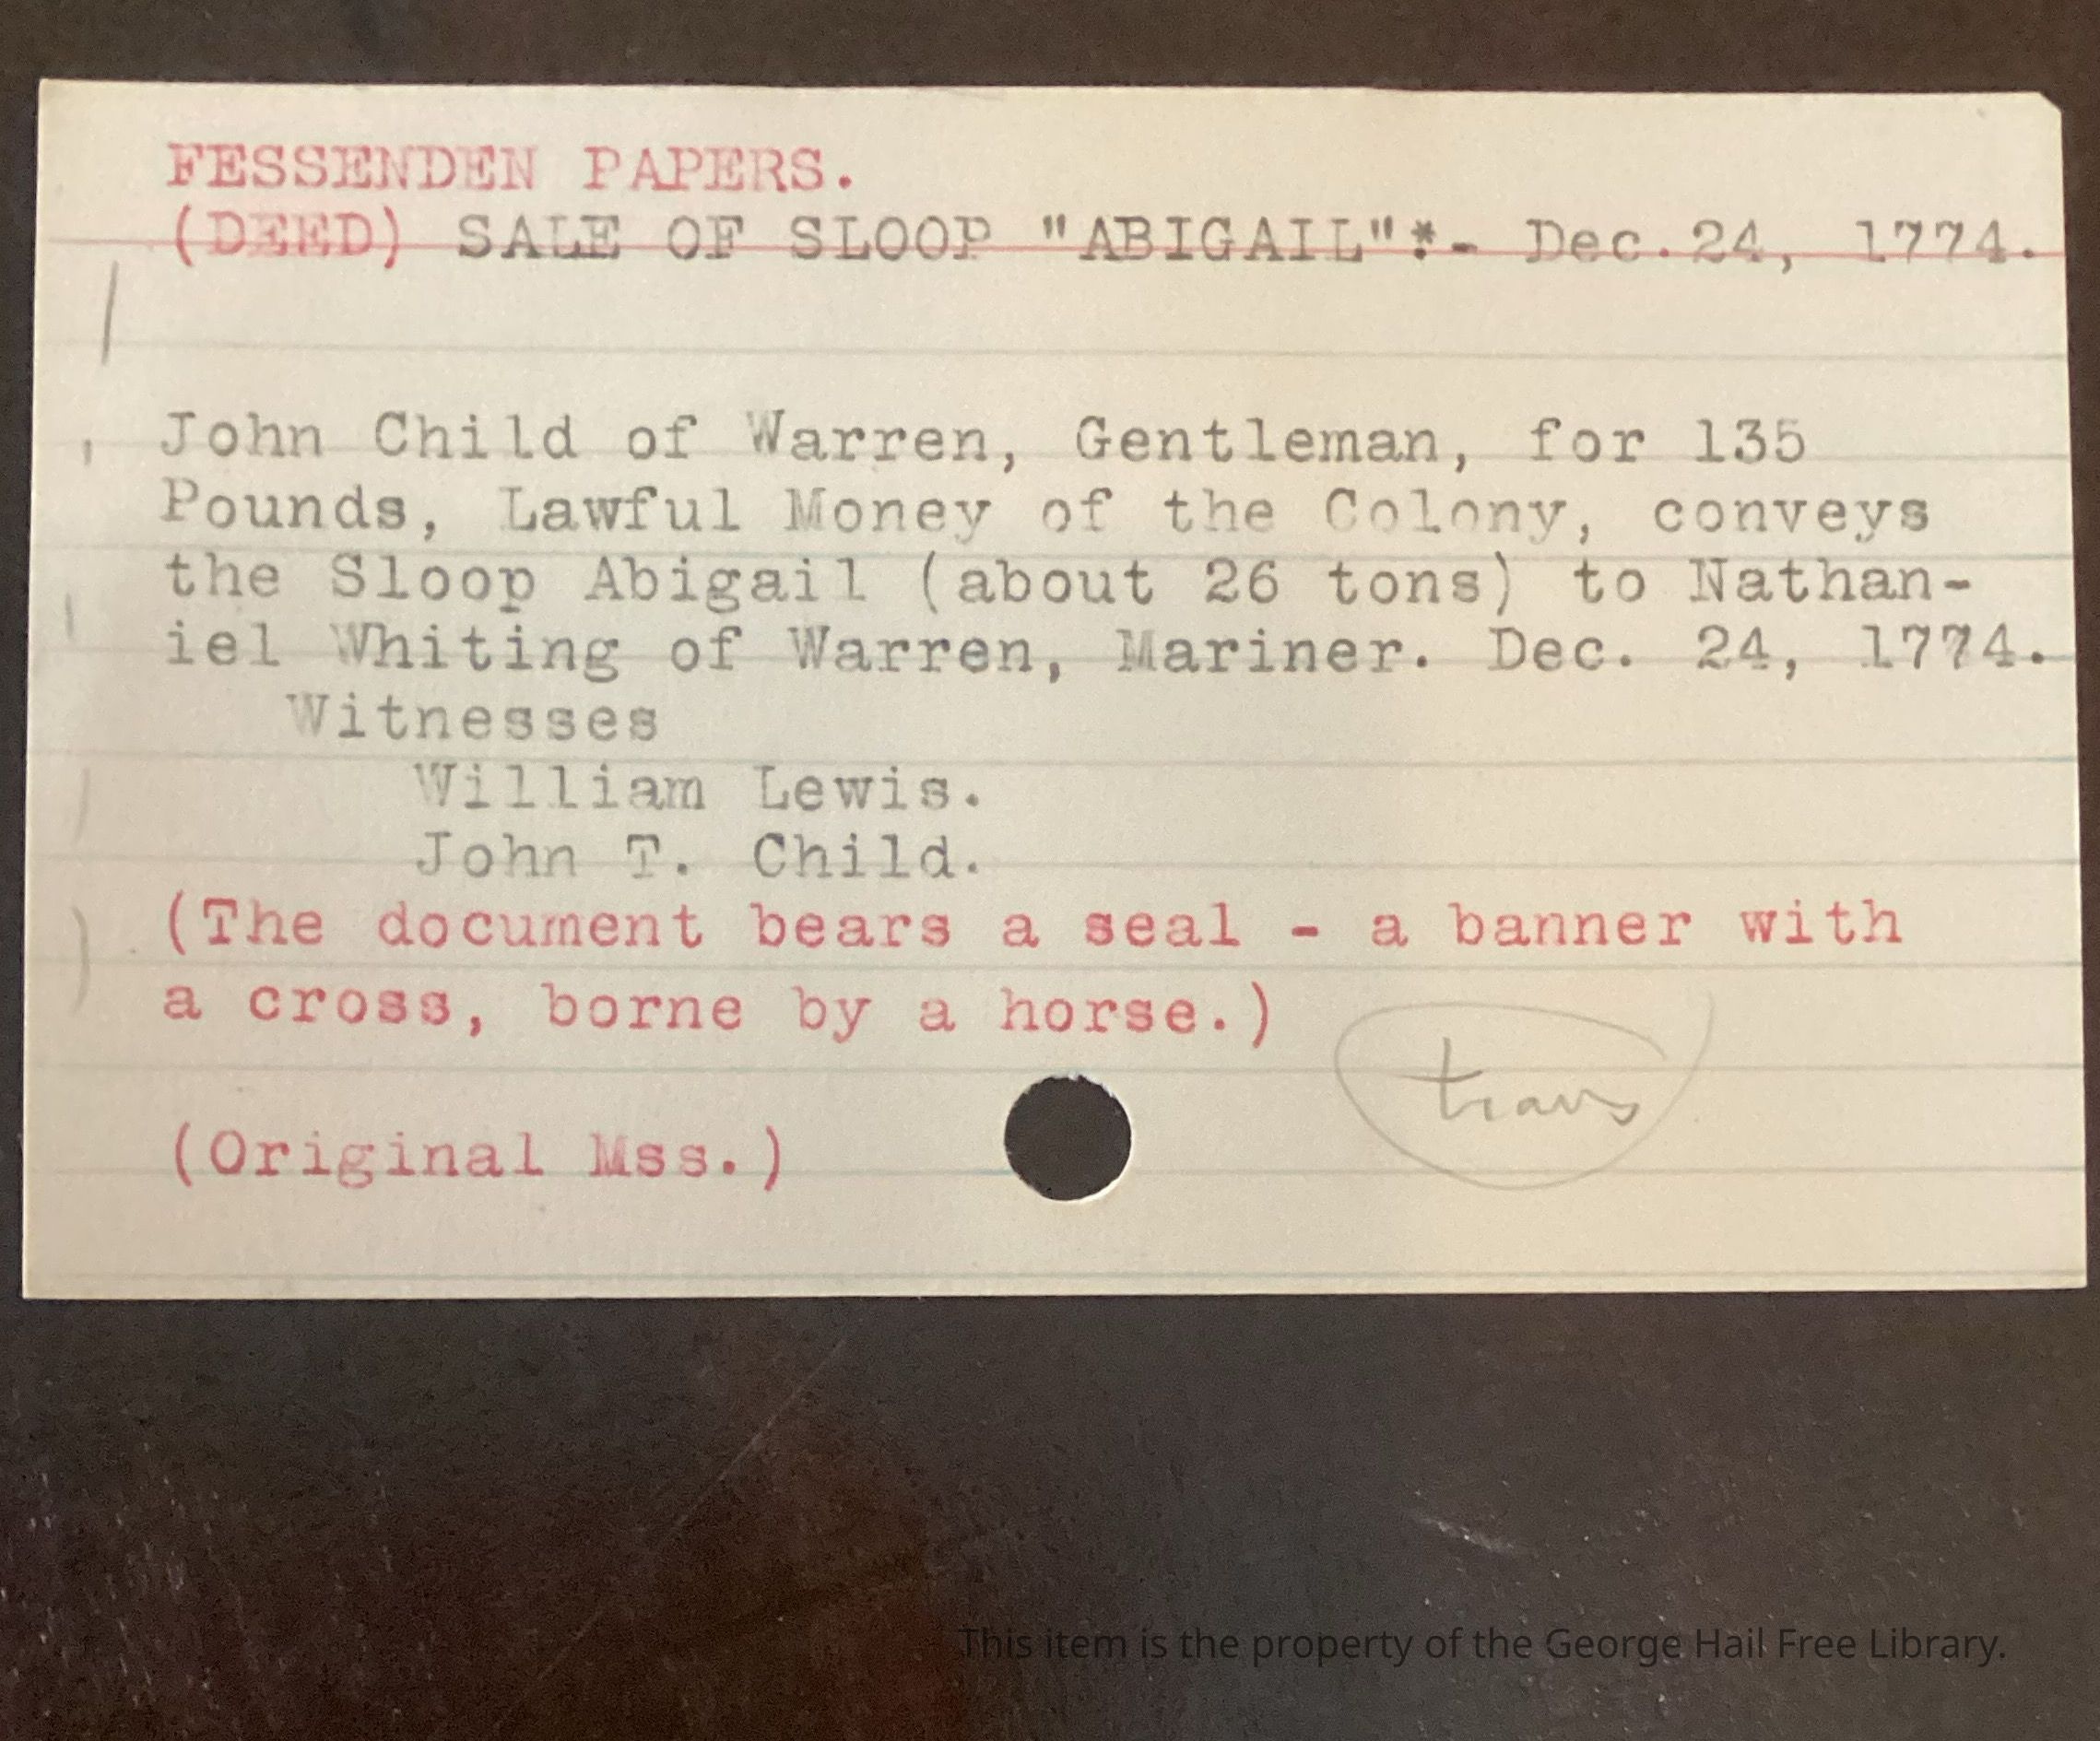 FESSENDEN PAPERS.
(DEED) SALE OF SLOOP "ABIGAIL":- Dec.24, 1774.
John Child of Warren, Gentleman, for 135
Pounds, Lawful Money of the Colony, conveys
the Sloop Abigail (about 26 tons) to Nathan-
iel Whiting of Warren, Mariner. Dec. 24, 1774.
Witnesses
William Lewis.
John T. Child.
(The document bears a seal - a banner with
a cross, borne by a horse.)
trans
(Original Mss.)
This item is the property of the George Hail Free Library.